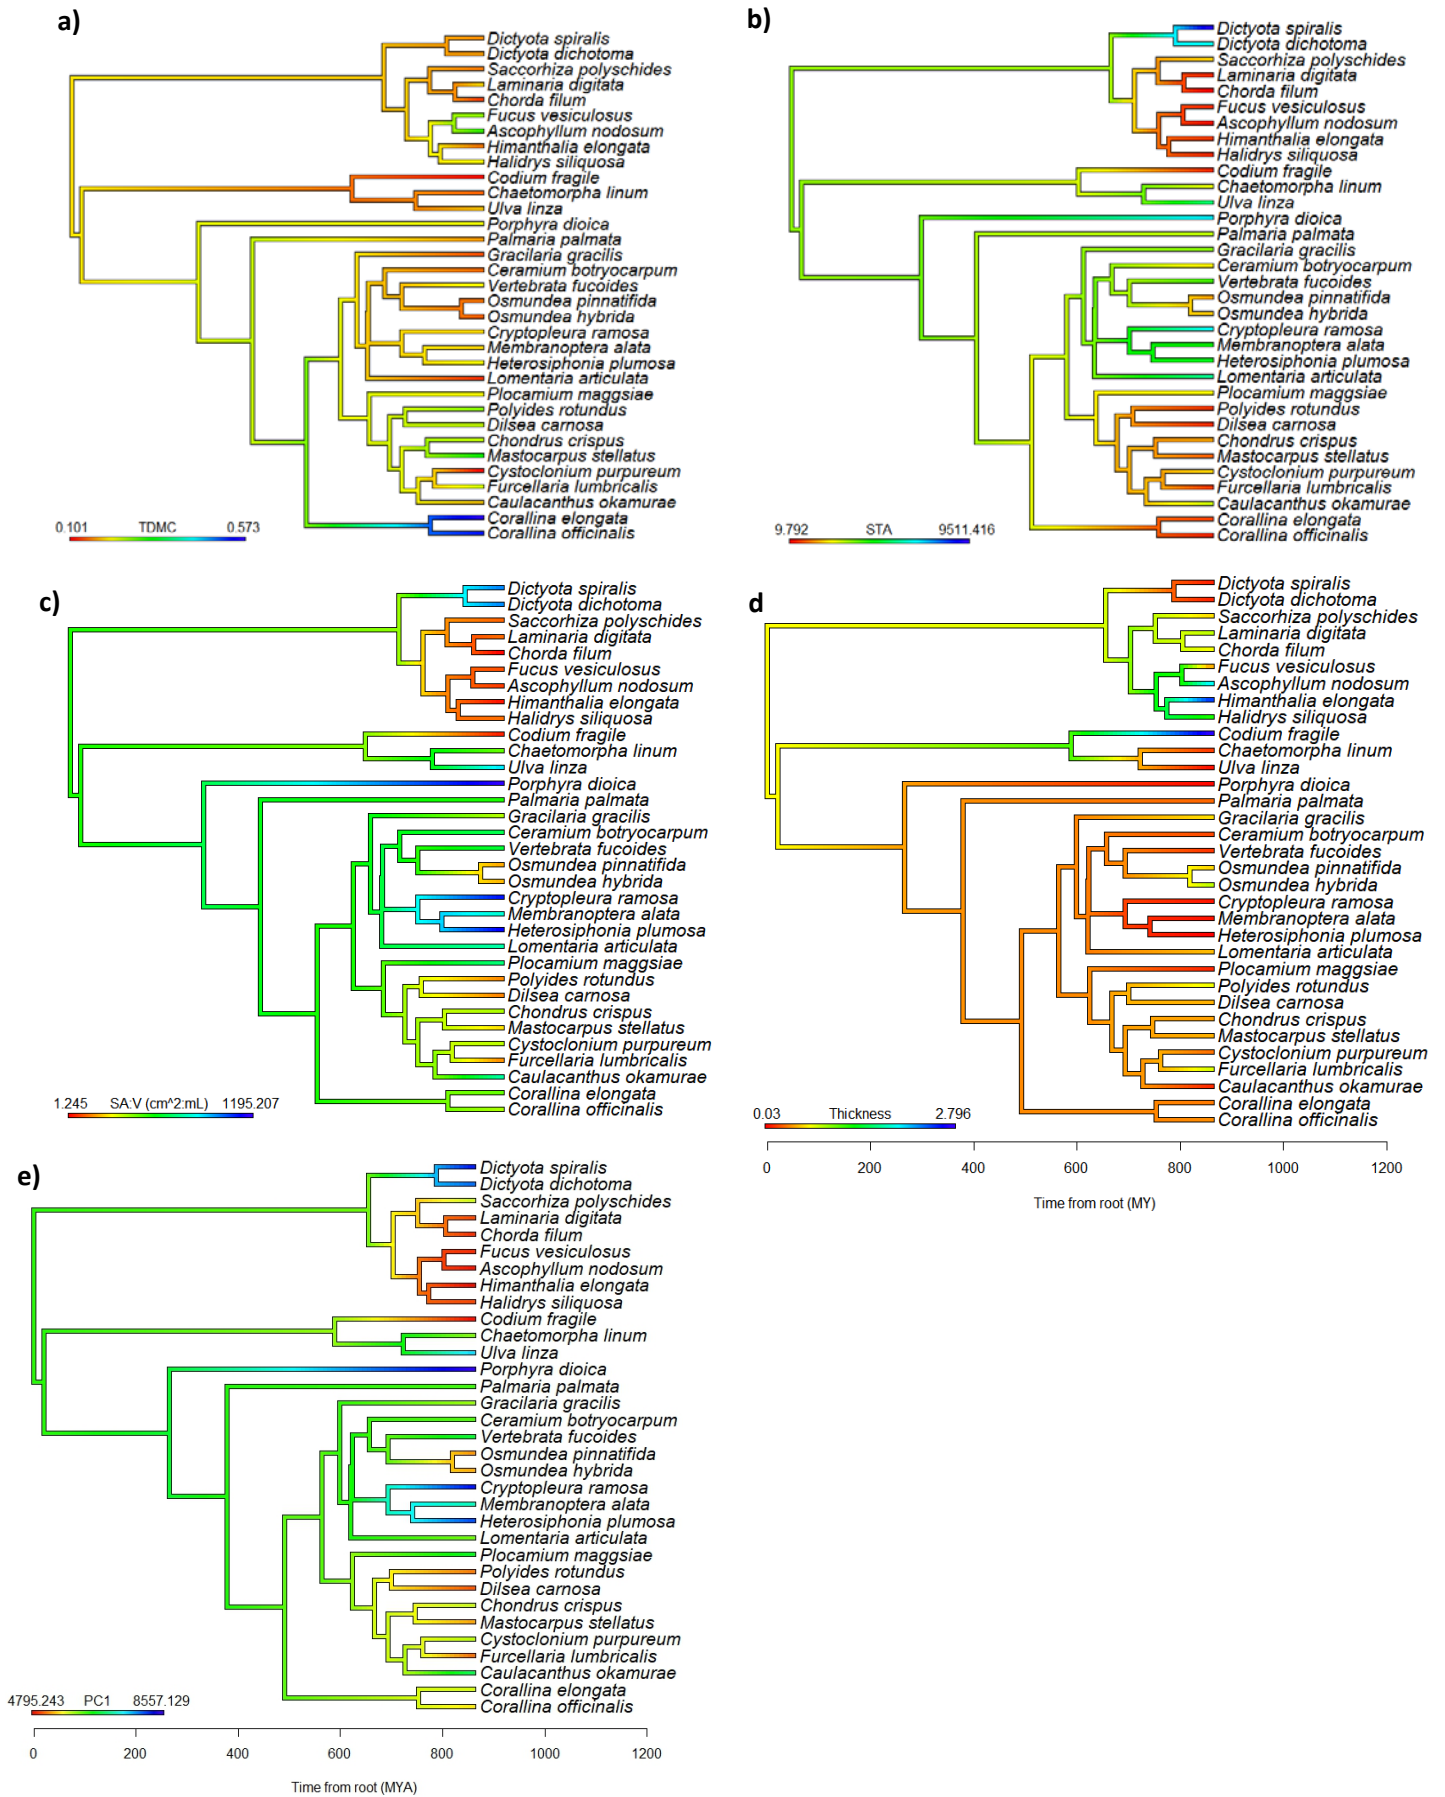 a)
Dictyota spiralis
Dictyota dichotoma
Saccorhiza polyschides
Laminaria digitata
Chorda filum
Fucus vesiculosus
Ascophyllum nodosum
Himanthalia elongata
Halidrys siliquosa
Codium fragile
Chaetomorpha linum
Ulva linza
Porphyra dioica
Palmaria palmata
Gracilaria gracilis
Ceramium botryocarpum
Vertebrata fucoides
Osmundea pinnatifida
Osmundea hybrida
Cryptopleura ramosa
Membranoptera alata
Heterosiphonia plumosa
Lomentaria articulata
Plocamium maggsiae
Polyides rotundus
Dilsea carnosa
Chondrus crispus
Mastocarpus stellatus
Cystoclonium purpureum
Furcellaria lumbricalis
Caulacanthus okamurae
Corallina elongata
Corallina officinalis
0.101 TDMC 0.573
b)
Dictyota spiralis
Dictyota dichotoma
Saccorhiza polyschides
Laminaria digitata
Chorda filum
Fucus vesiculosus
Ascophyllum nodosum
Himanthalia elongata
Halidrys siliquosa
Codium fragile
Chaetomorpha linum
Ulva linza
Porphyra dioica
Palmaria palmata
Gracilaria gracilis
Ceramium botryocarpum
Vertebrata fucoides
Osmundea pinnatifida
Osmundea hybrida
Cryptopleura ramosa
Membranoptera alata
Heterosiphonia plumosa
Lomentaria articulata
Plocamium maggsiae
Polyides rotundus
Dilsea carnosa
Chondrus crispus
Mastocarpus stellatus
Cystoclonium purpureum
Furcellaria lumbricalis
Caulacanthus okamurae
Corallina elongata
Corallina officinalis
9.792 STA 9511.416
c)
Dictyota spiralis
Dictyota dichotoma
Saccorhiza polyschides
Laminaria digitata
Chorda filum
Fucus vesiculosus
Ascophyllum nodosum
Himanthalia elongata
Halidrys siliquosa
Codium fragile
Chaetomorpha linum
Ulva linza
Porphyra dioica
Palmaria palmata
Gracilaria gracilis
Ceramium botryocarpum
Vertebrata fucoides
Osmundea pinnatifida
Osmundea hybrida
Cryptopleura ramosa
Membranoptera alata
Heterosiphonia plumosa
Lomentaria articulata
Plocamium maggsiae
Polyides rotundus
Dilsea carnosa
Chondrus crispus
Mastocarpus stellatus
Cystoclonium purpureum
Furcellaria lumbricalis
Caulacanthus okamurae
Corallina elongata
Corallina officinalis
1.245 SA:V (cm^2:mL) 1195.207
d
Dictyota spiralis
Dictyota dichotoma
Saccorhiza polyschides
Laminaria digitata
Chorda filum
Fucus vesiculosus
Ascophyllum nodosum
Himanthalia elongata
Halidrys siliquosa
Codium fragile
Chaetomorpha linum
Ulva linza
Porphyra dioica
Palmaria palmata
Gracilaria gracilis
Ceramium botryocarpum
Vertebrata fucoides
Osmundea pinnatifida
Osmundea hybrida
Cryptopleura ramosa
Membranoptera alata
Heterosiphonia plumosa
Lomentaria articulata
Plocamium maggsiae
Polyides rotundus
Dilsea carnosa
Chondrus crispus
Mastocarpus stellatus
Cystoclonium purpureum
Furcellaria lumbricalis
Caulacanthus okamurae
Corallina elongata
Corallina officinalis
0.03 Thickness 2.796
0 200 400 600 800 1000 1200
Time from root (MY)
e)
Dictyota spiralis
Dictyota dichotoma
Saccorhiza polyschides
Laminaria digitata
Chorda filum
Fucus vesiculosus
Ascophyllum nodosum
Himanthalia elongata
Halidrys siliquosa
Codium fragile
Chaetomorpha linum
Ulva linza
Porphyra dioica
Palmaria palmata
Gracilaria gracilis
Ceramium botryocarpum
Vertebrata fucoides
Osmundea pinnatifida
Osmundea hybrida
Cryptopleura ramosa
Membranoptera alata
Heterosiphonia plumosa
Lomentaria articulata
Plocamium maggsiae
Polyides rotundus
Dilsea carnosa
Chondrus crispus
Mastocarpus stellatus
Cystoclonium purpureum
Furcellaria lumbricalis
Caulacanthus okamurae
Corallina elongata
Corallina officinalis
4795.243 PC1 8557.129
0 200 400 600 800 1000 1200
Time from root (MYA)